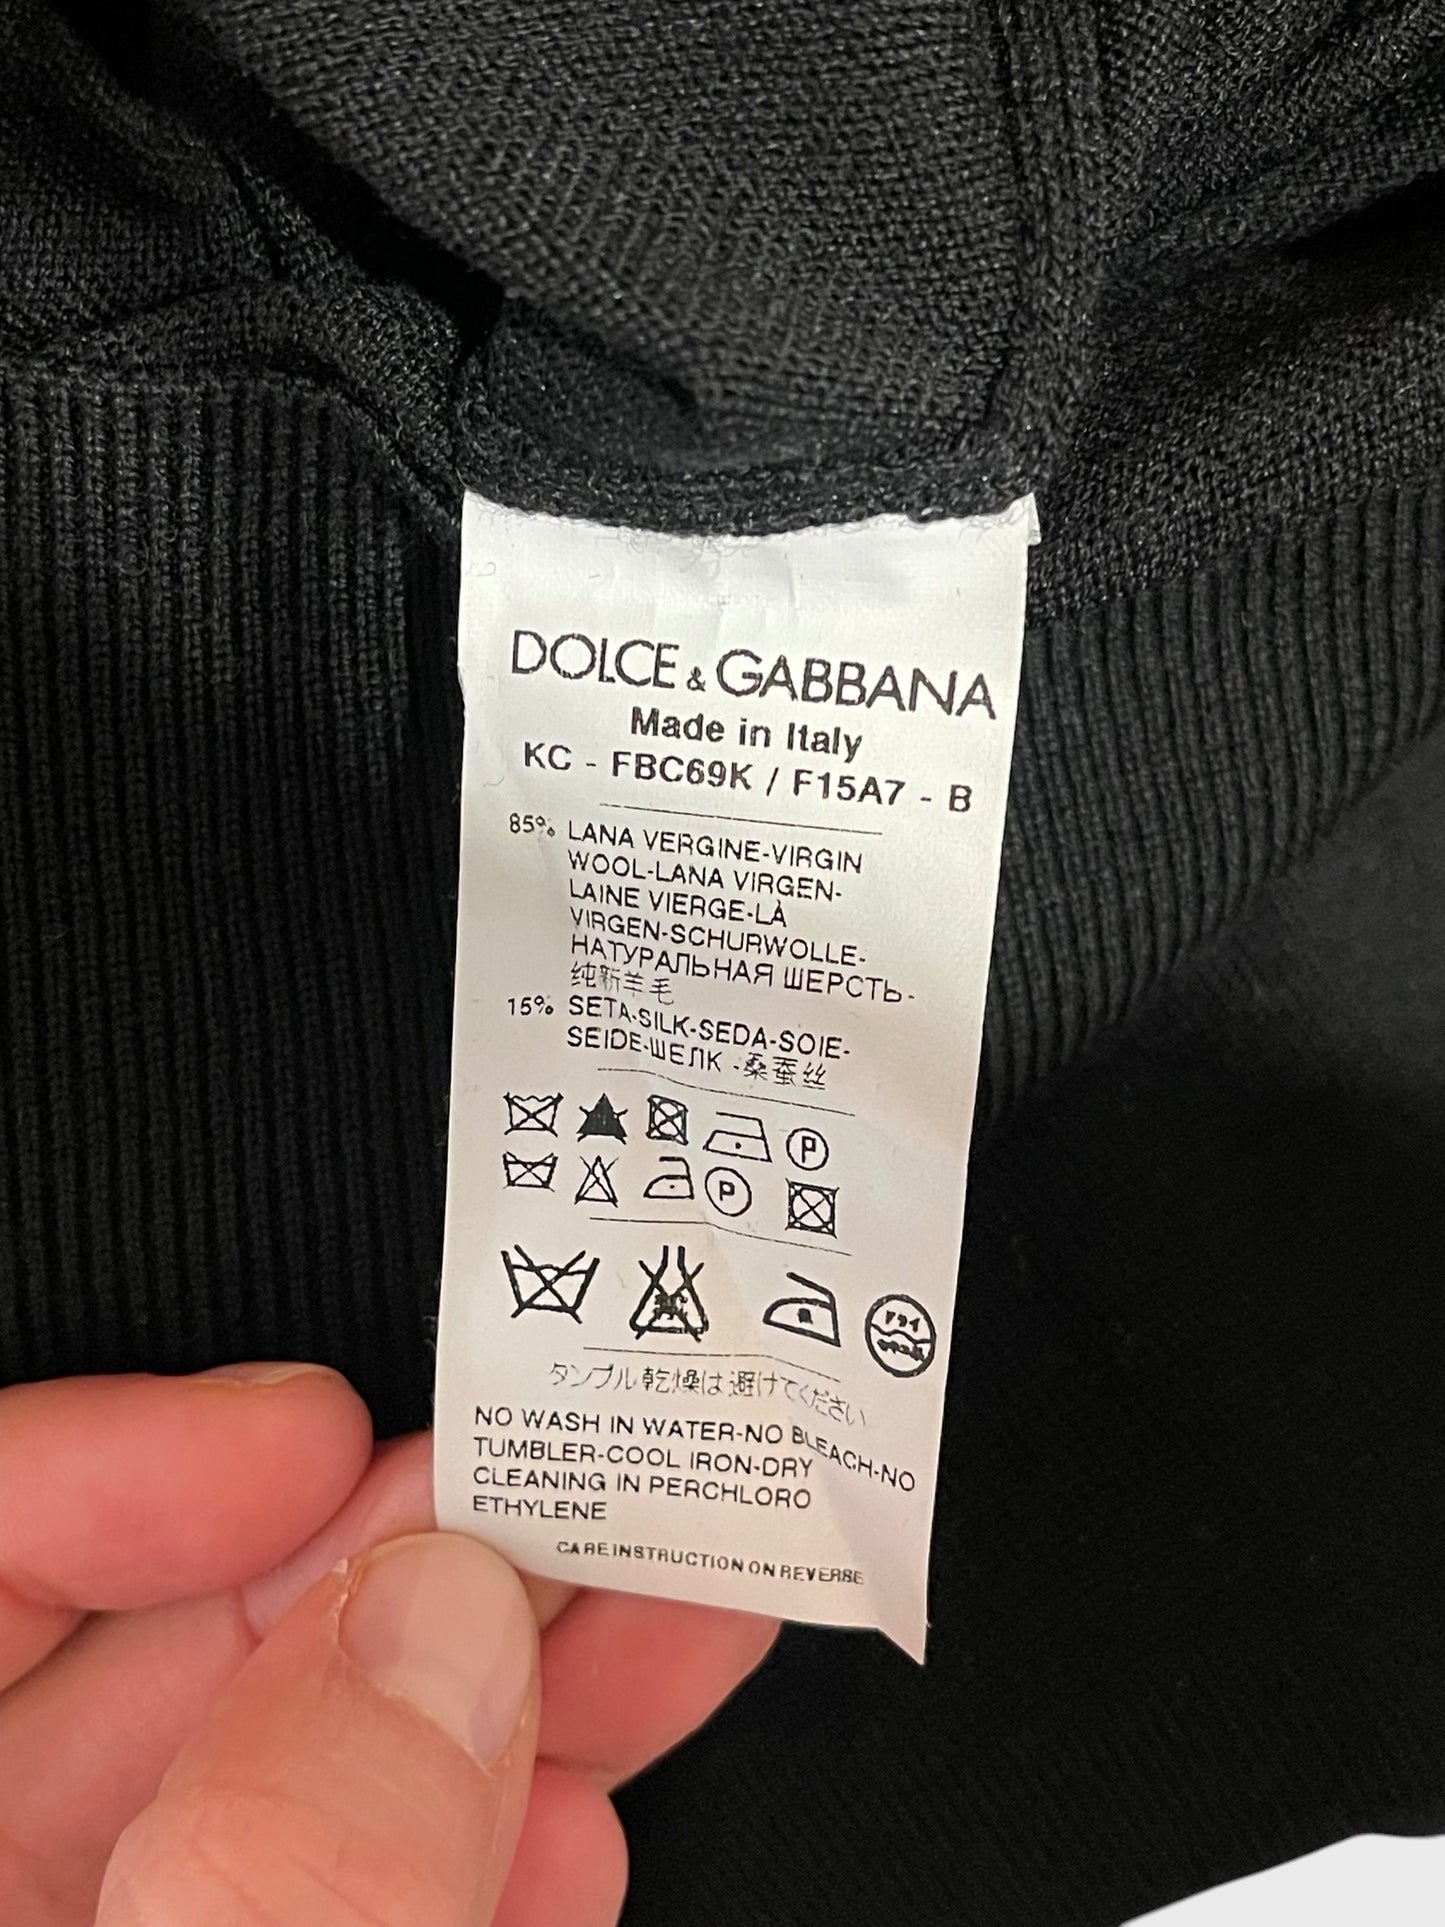 DOLCE & GABBANA
Made in Italy
KC - FBC69K / F15A7 - B
85% LANA VERGINE-VIRGIN
WOOL-LANA VIRGEN-
LAINE VIERGE-LÀ
VIRGEN-SCHURWOLLE-
НАТУРАЛЬНАЯ ШЕРСТЬ-
纯新羊毛
15% SETA-SILK-SEDA-SOIE-
SEIDE-ШЕЛК-桑蚕丝
P
P
ドライ
タンブル乾燥は避けてください
NO WASH IN WATER-NO BLEACH-NO
TUMBLER-COOL IRON-DRY
CLEANING IN PERCHLORO
ETHYLENE
CARE INSTRUCTION ON REVERSE